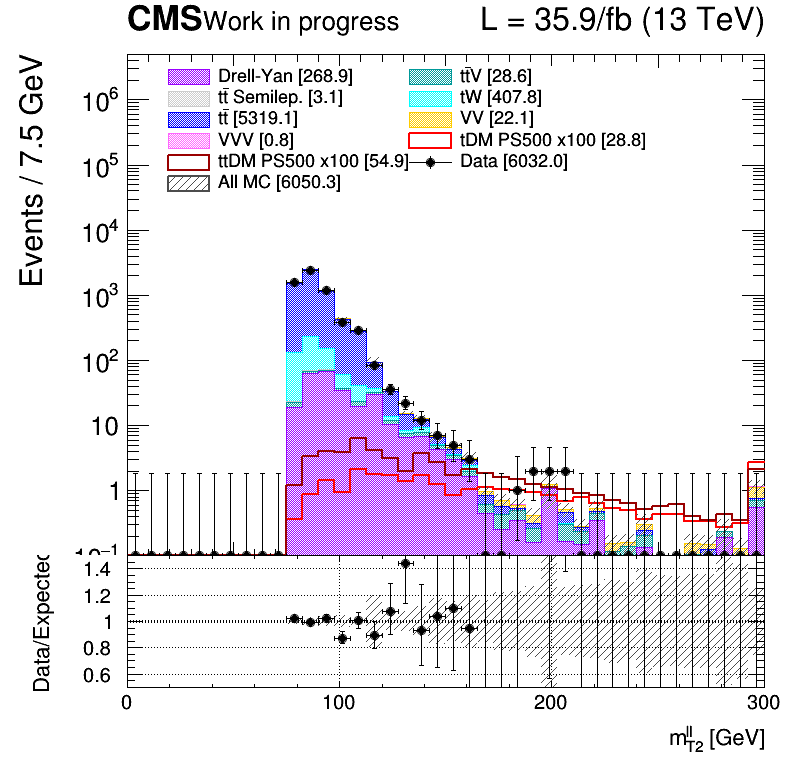 CMS Work in progress L = 35.9/fb (13 TeV)
Events / 7.5 GeV
Drell-Yan [268.9] tt̄V [28.6]
tt̄ Semilep. [3.1] tW [407.8]
tt̄ [5319.1] VV [22.1]
VVV [0.8] tDM PS500 x100 [28.8]
ttDM PS500 x100 [54.9] Data [6032.0]
All MC [6050.3]
10⁶
10⁵
10⁴
10³
10²
10
1
10⁻¹
Data/Expected
1.4
1.2
1
0.8
0.6
0 100 200 300
m_{T2}^{ll} [GeV]